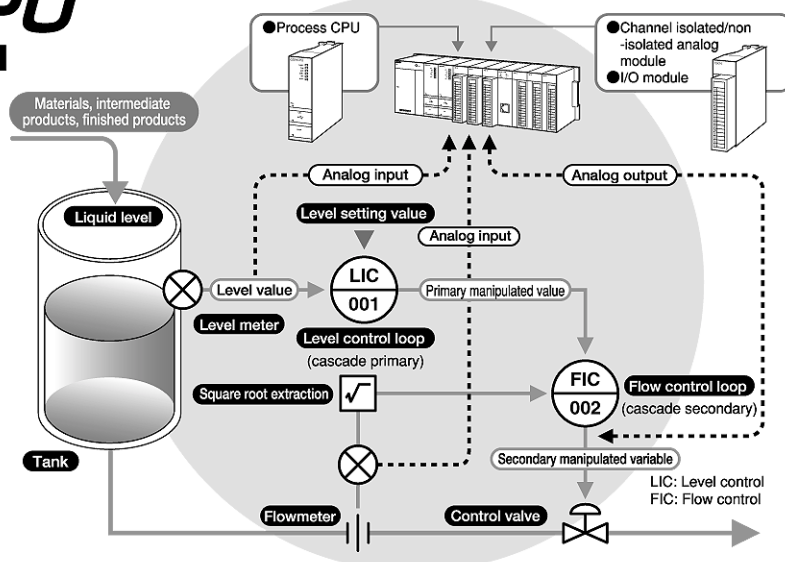 PU
●Process CPU
●Channel isolated/non
-isolated analog
module
●I/O module
Materials, intermediate
products, finished products
Analog input
Analog output
Liquid level
Level setting value
Analog input
LIC
001
Level value
Primary manipulated value
Level meter
Level control loop
(cascade primary)
Square root extraction
√
FIC
002
Flow control loop
(cascade secondary)
Tank
Secondary manipulated variable
LIC: Level control
FIC: Flow control
Flowmeter
Control valve